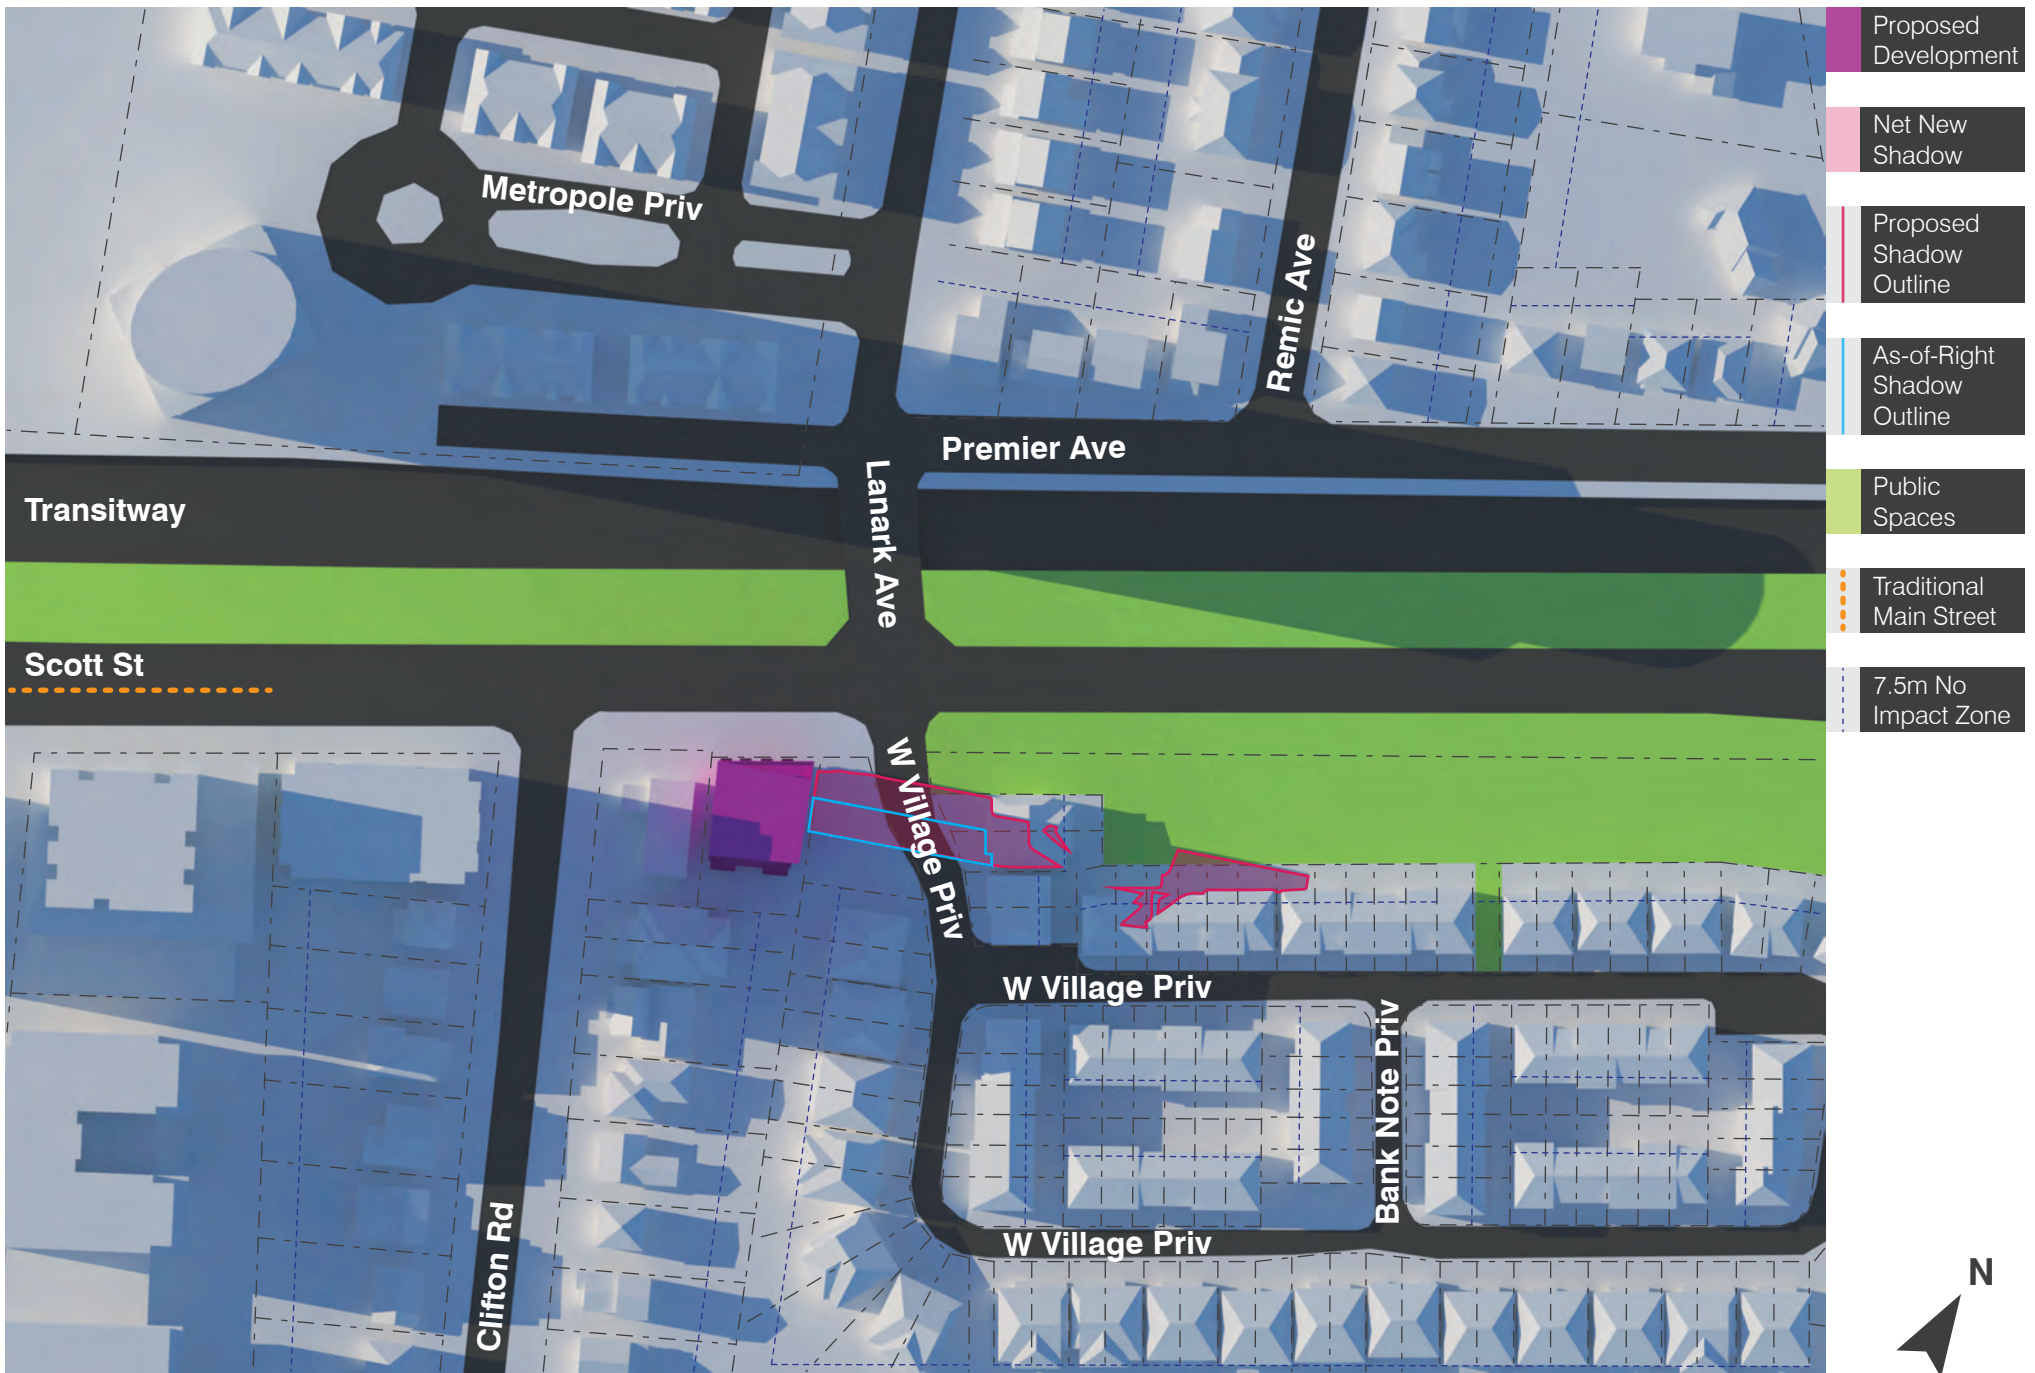 Metropole Priv
Remic Ave
Premier Ave
Lanark Ave
Transitway
Scott St
W Village Priv
W Village Priv
Bank Note Priv
Clifton Rd
W Village Priv
Proposed
Development
Net New
Shadow
Proposed
Shadow
Outline
As-of-Right
Shadow
Outline
Public
Spaces
Traditional
Main Street
7.5m No
Impact Zone
N